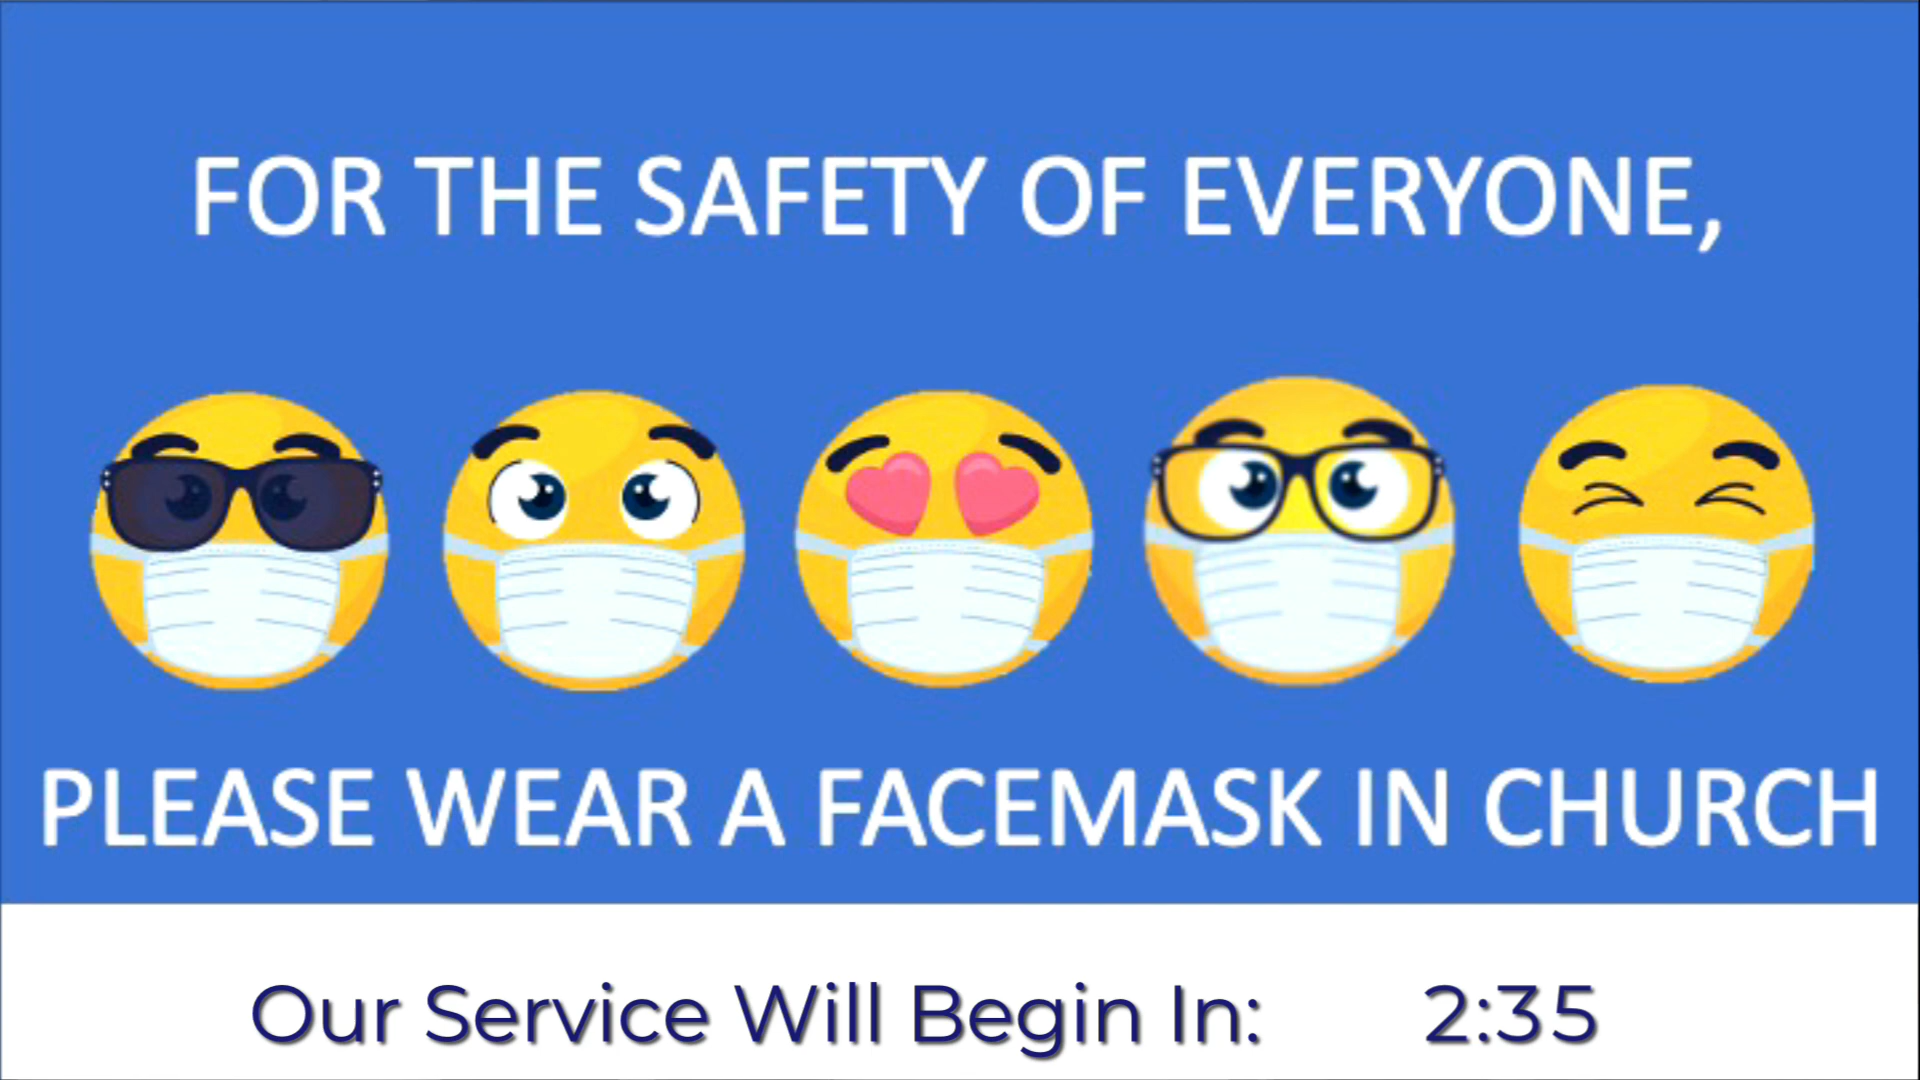 FOR THE SAFETY OF EVERYONE,
PLEASE WEAR A FACEMASK IN CHURCH
Our Service Will Begin In: 2:35